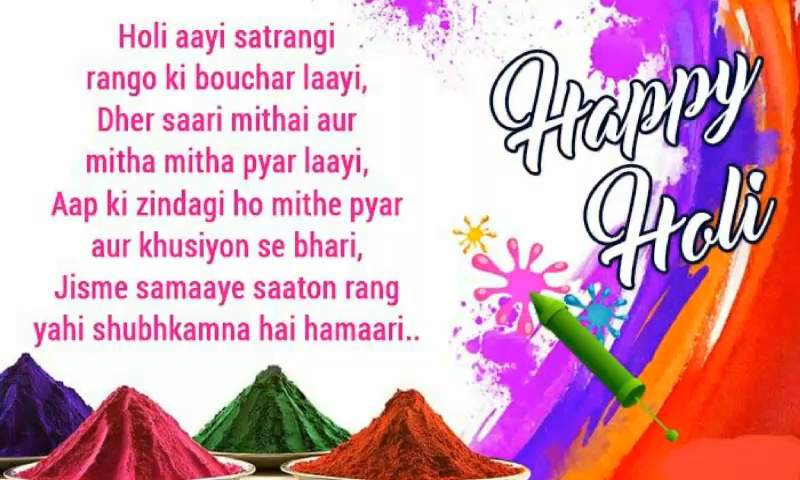 Holi aayi satrangi
rango ki bouchar laayi,
Dher saari mithai aur
mitha mitha pyar laayi,
Aap ki zindagi ho mithe pyar
aur khusiyon se bhari,
Jisme samaaye saaton rang
yahi shubhkamna hai hamaari..
Happy
Holi